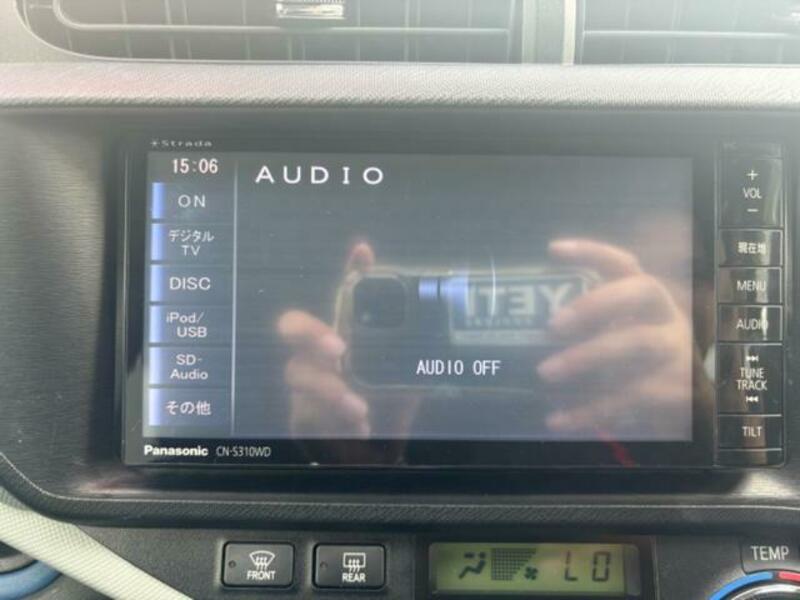 Strada
15:06
AUDIO
ON
デジタル
TV
DISC
iPod/
USB
SD-
Audio
その他
YETI
AUDIO OFF
Panasonic CN-S310WD
+
VOL
−
現在地
MENU
AUDIO
TUNE
TRACK
TILT
FRONT
REAR
LO
TEMP